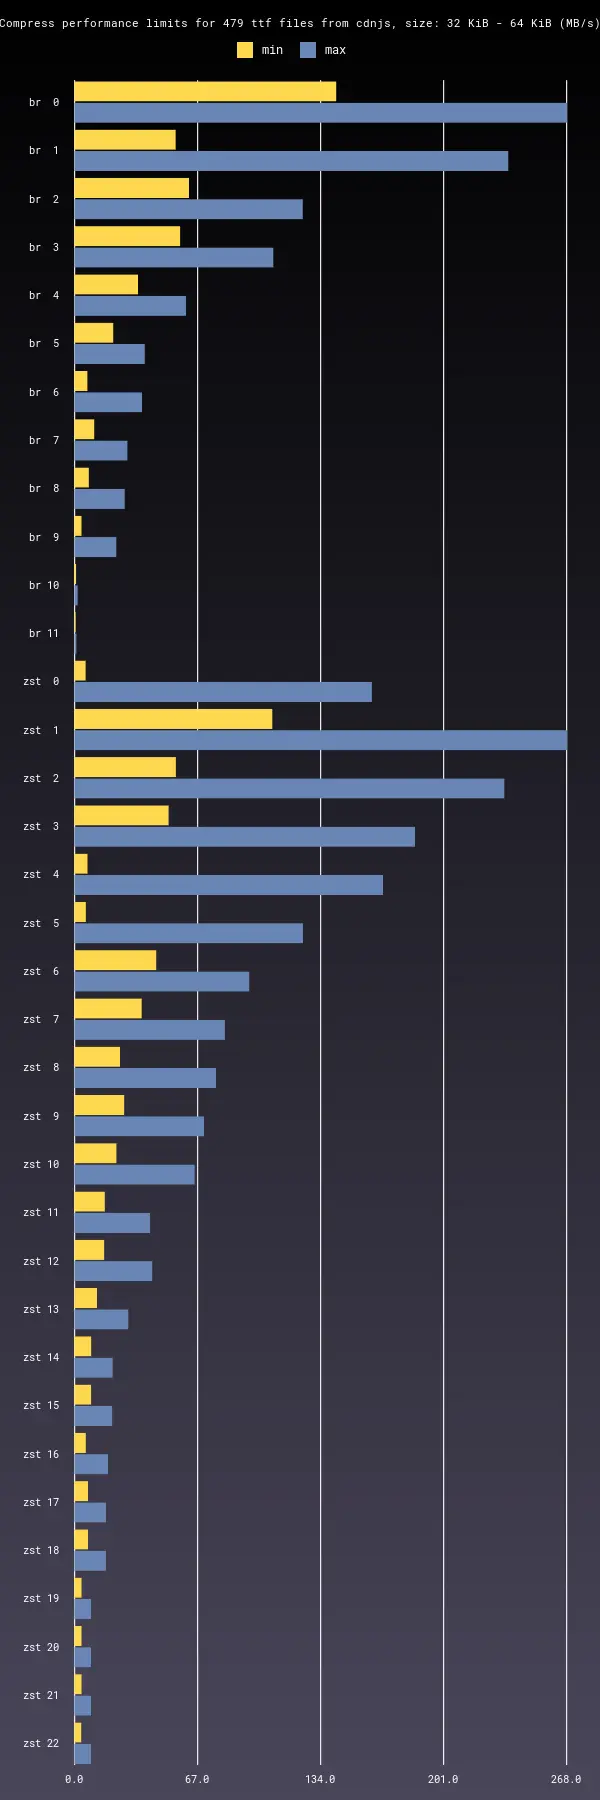 Compress performance limits for 479 ttf files from cdnjs, size: 32 KiB - 64 KiB (MB/s)
min max
br 0
br 1
br 2
br 3
br 4
br 5
br 6
br 7
br 8
br 9
br 10
br 11
zst 0
zst 1
zst 2
zst 3
zst 4
zst 5
zst 6
zst 7
zst 8
zst 9
zst 10
zst 11
zst 12
zst 13
zst 14
zst 15
zst 16
zst 17
zst 18
zst 19
zst 20
zst 21
zst 22
0.0 67.0 134.0 201.0 268.0